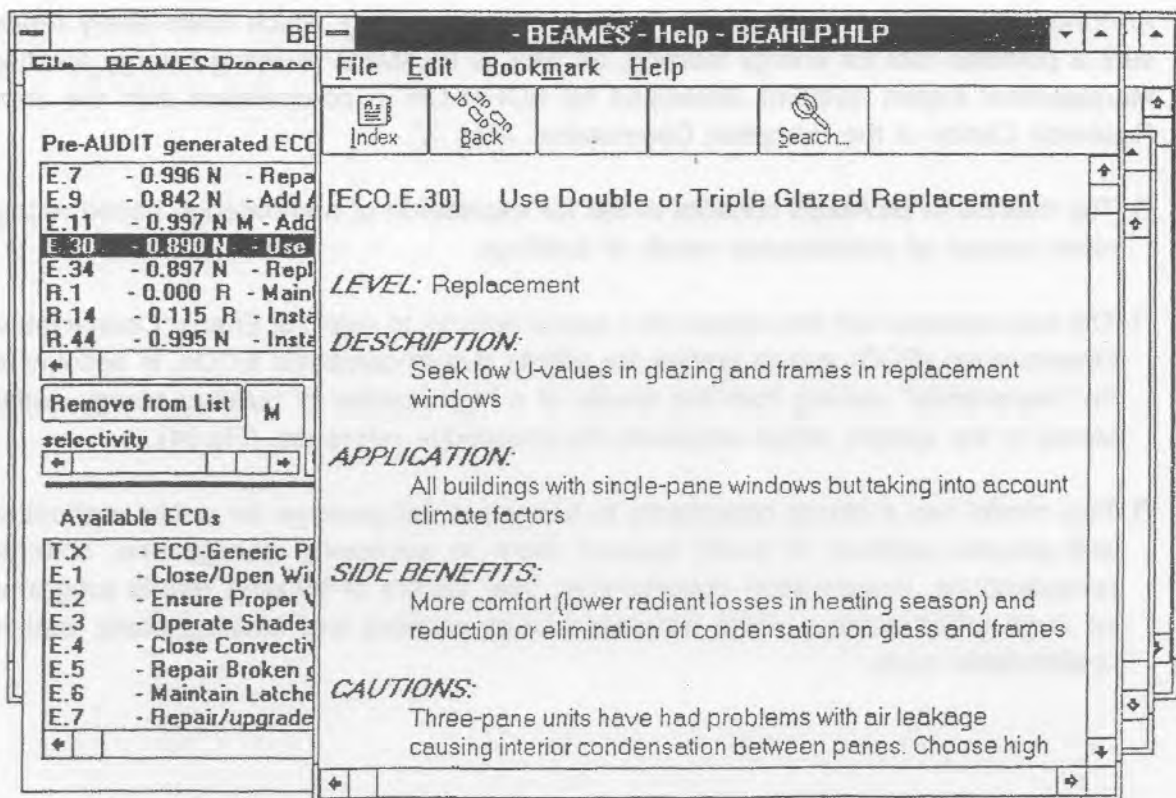 BE
File BEAMES
Pre-AUDIT generated ECO
E.7 - 0.996 N - Repa
E.9 - 0.842 N - Add
E.11 - 0.997 N M - Add
E.30 - 0.890 N - Use
E.34 - 0.897 N - Repl
R.1 - 0.000 R - Main
R.14 - 0.115 R - Insta
R.44 - 0.995 N - Insta
Remove from List M
selectivity
Available ECOs
E.X - ECO-Generic
E.1 - Close/Open Wi
E.2 - Ensure Proper
E.3 - Operate Shades
E.4 - Close Convecti
E.5 - Repair Broken
E.6 - Maintain Latche
E.7 - Repair/upgrade
- BEAMES - Help - BEAHLP.HLP
File Edit Bookmark Help
Index Back Search...
[ECO.E.30] Use Double or Triple Glazed Replacement
LEVEL: Replacement
DESCRIPTION:
Seek low U-values in glazing and frames in replacement
windows
APPLICATION:
All buildings with single-pane windows but taking into account
climate factors
SIDE BENEFITS:
More comfort (lower radiant losses in heating season) and
reduction or elimination of condensation on glass and frames
CAUTIONS:
Three-pane units have had problems with air leakage
causing interior condensation between panes. Choose high